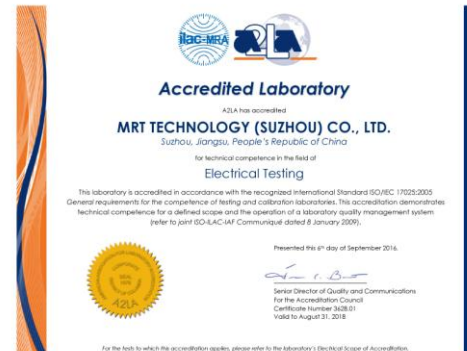 ilac-MRA
A2LA
Accredited Laboratory
A2LA has accredited
MRT TECHNOLOGY (SUZHOU) CO., LTD.
Suzhou, Jiangsu, People's Republic of China
for technical competence in the field of
Electrical Testing
This laboratory is accredited in accordance with the recognized International Standard ISO/IEC 17025:2005
General requirements for the competence of testing and calibration laboratories. This accreditation demonstrates
technical competence for a defined scope and the operation of a laboratory quality management system
(refer to joint ISO-ILAC-IAF Communiqué dated 8 January 2009).
Presented this 6th day of September 2016.
Senior Director of Quality and Communications
For the Accreditation Council
Certificate Number 3628.01
Valid to August 31, 2018
CORPORATE
SEAL
1978
A2LA
For the tests to which this accreditation applies, please refer to the laboratory's Electrical Scope of Accreditation.